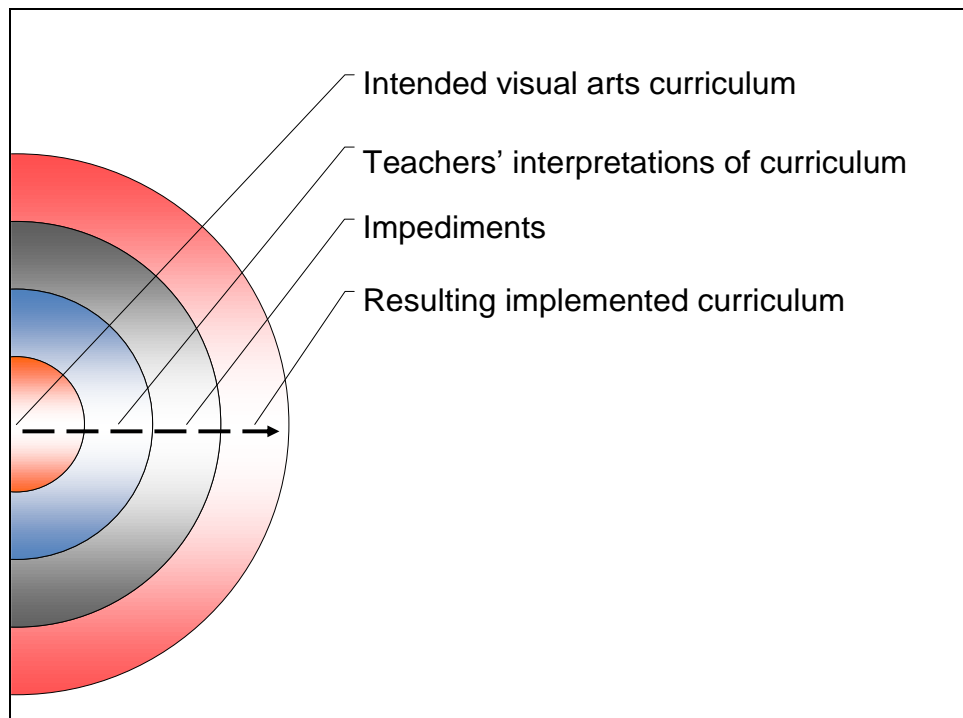 Intended visual arts curriculum
Teachers’ interpretations of curriculum
Impediments
Resulting implemented curriculum